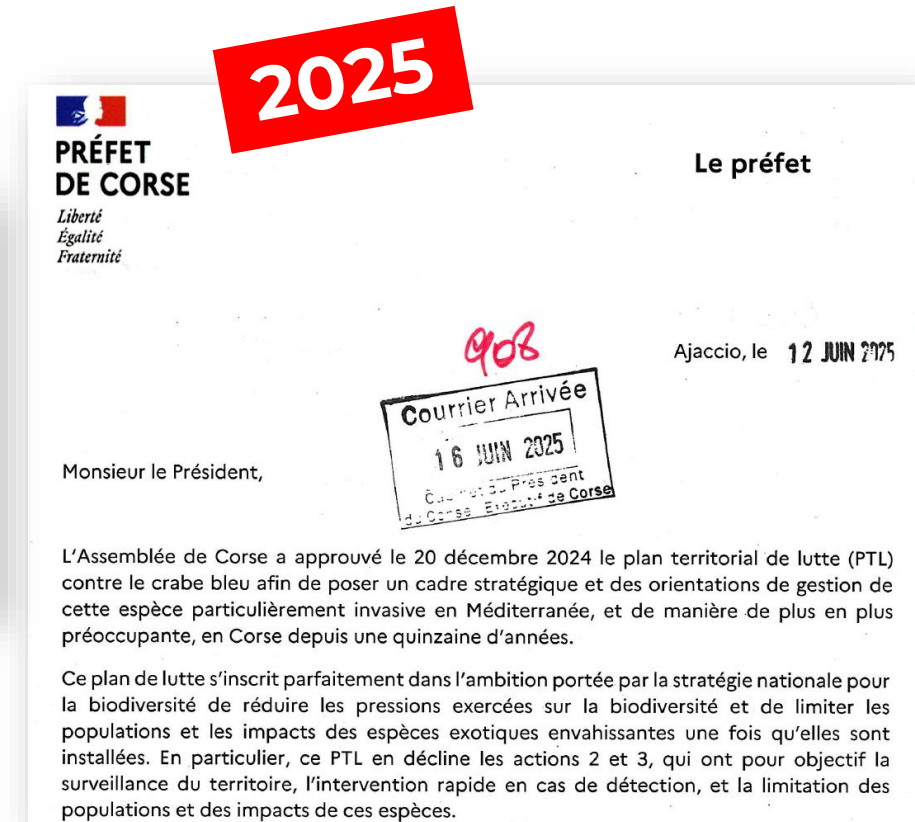 2025
PRÉFET
DE CORSE
Liberté
Égalité
Fraternité
Le préfet
908
Ajaccio, le 12 JUIN 2025
Courrier Arrivée
16 JUIN 2025
Cabinet du Président
du Conseil Exécutif de Corse
Monsieur le Président,
L'Assemblée de Corse a approuvé le 20 décembre 2024 le plan territorial de lutte (PTL)
contre le crabe bleu afin de poser un cadre stratégique et des orientations de gestion de
cette espèce particulièrement invasive en Méditerranée, et de manière de plus en plus
préoccupante, en Corse depuis une quinzaine d'années.
Ce plan de lutte s'inscrit parfaitement dans l'ambition portée par la stratégie nationale pour
la biodiversité de réduire les pressions exercées sur la biodiversité et de limiter les
populations et les impacts des espèces exotiques envahissantes une fois qu'elles sont
installées. En particulier, ce PTL en décline les actions 2 et 3, qui ont pour objectif la
surveillance du territoire, l'intervention rapide en cas de détection, et la limitation des
populations et des impacts de ces espèces.